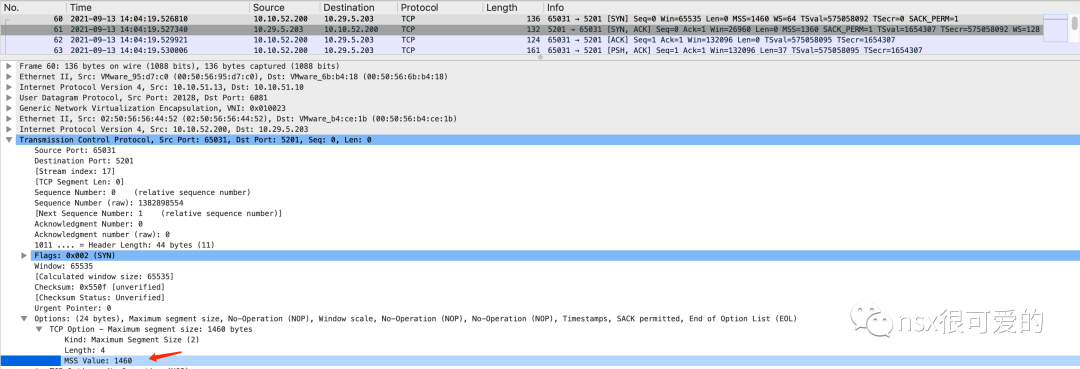 No. Time Source Destination Protocol Length Info
60 2021-09-13 14:04:19.526810 10.10.52.200 10.29.5.203 TCP 136 65031 → 5201 [SYN] Seq=0 Win=65535 Len=0 MSS=1460 WS=64 TSval=575058092 TSecr=0 SACK_PERM=1
61 2021-09-13 14:04:19.527340 10.29.5.203 10.10.52.200 TCP 132 5201 → 65031 [SYN, ACK] Seq=0 Ack=1 Win=26960 Len=0 MSS=1360 SACK_PERM=1 TSval=1654307 TSecr=575058092 WS=128
62 2021-09-13 14:04:19.529921 10.10.52.200 10.29.5.203 TCP 124 65031 → 5201 [ACK] Seq=1 Ack=1 Win=132096 Len=0 TSval=575058095 TSecr=1654307
63 2021-09-13 14:04:19.530006 10.10.52.200 10.29.5.203 TCP 161 65031 → 5201 [PSH, ACK] Seq=1 Ack=1 Win=132096 Len=37 TSval=575058095 TSecr=1654307
Frame 60: 136 bytes on wire (1088 bits), 136 bytes captured (1088 bits)
Ethernet II, Src: VMware_95:d7:c0 (00:50:56:95:d7:c0), Dst: VMware_6b:b4:18 (00:50:56:6b:b4:18)
Internet Protocol Version 4, Src: 10.10.51.13, Dst: 10.10.51.10
User Datagram Protocol, Src Port: 20128, Dst Port: 6081
Generic Network Virtualization Encapsulation, VNI: 0x010023
Ethernet II, Src: 02:50:56:56:44:52 (02:50:56:56:44:52), Dst: VMware_b4:ce:1b (00:50:56:b4:ce:1b)
Internet Protocol Version 4, Src: 10.10.52.200, Dst: 10.29.5.203
Transmission Control Protocol, Src Port: 65031, Dst Port: 5201, Seq: 0, Len: 0
Source Port: 65031
Destination Port: 5201
[Stream index: 17]
[TCP Segment Len: 0]
Sequence Number: 0 (relative sequence number)
Sequence Number (raw): 1382898554
[Next Sequence Number: 1 (relative sequence number)]
Acknowledgment Number: 0
Acknowledgment number (raw): 0
1011 .... = Header Length: 44 bytes (11)
Flags: 0x002 (SYN)
Window: 65535
[Calculated window size: 65535]
Checksum: 0x550f [unverified]
[Checksum Status: Unverified]
Urgent Pointer: 0
Options: (24 bytes), Maximum segment size, No-Operation (NOP), Window scale, No-Operation (NOP), No-Operation (NOP), Timestamps, SACK permitted, End of Option List (EOL)
TCP Option - Maximum segment size: 1460 bytes
Kind: Maximum Segment Size (2)
Length: 4
MSS Value: 1460
nsx很可爱的